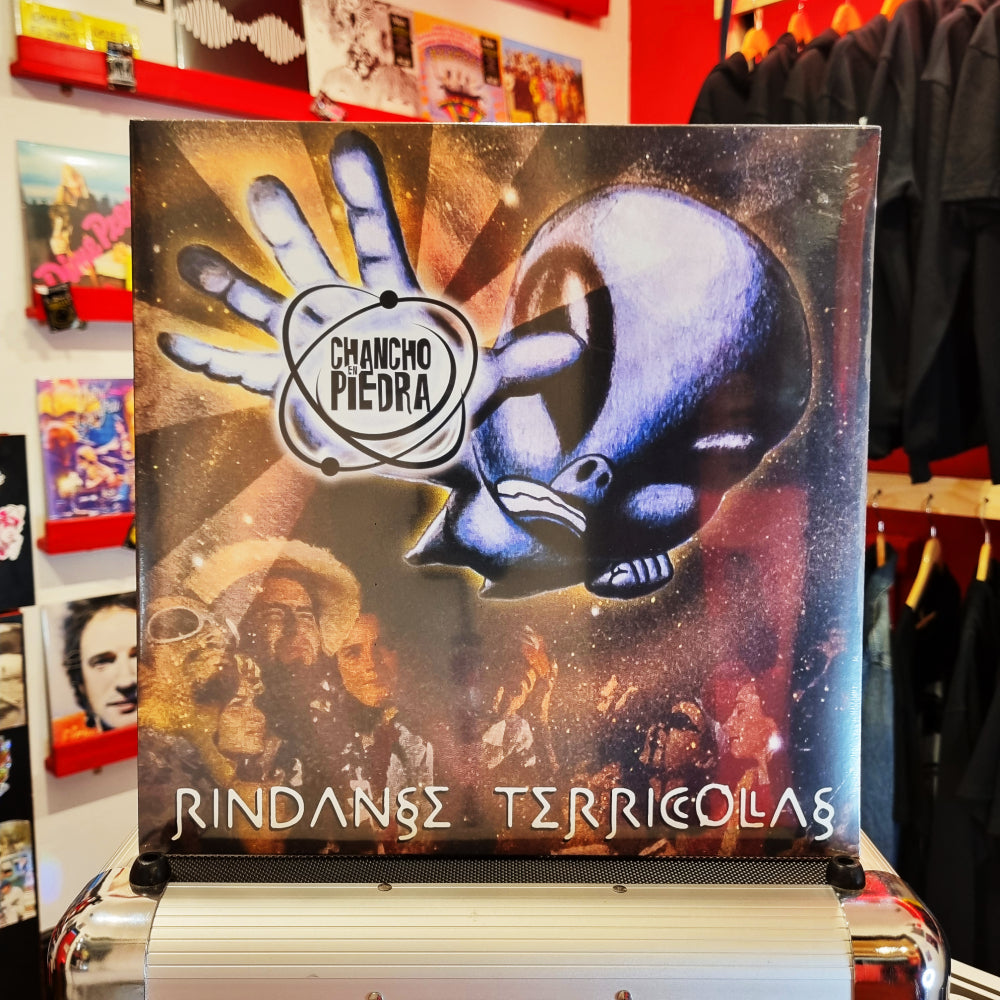 CHANCHO
EN
PIEDRA
RINDANSE TERRICOLAS